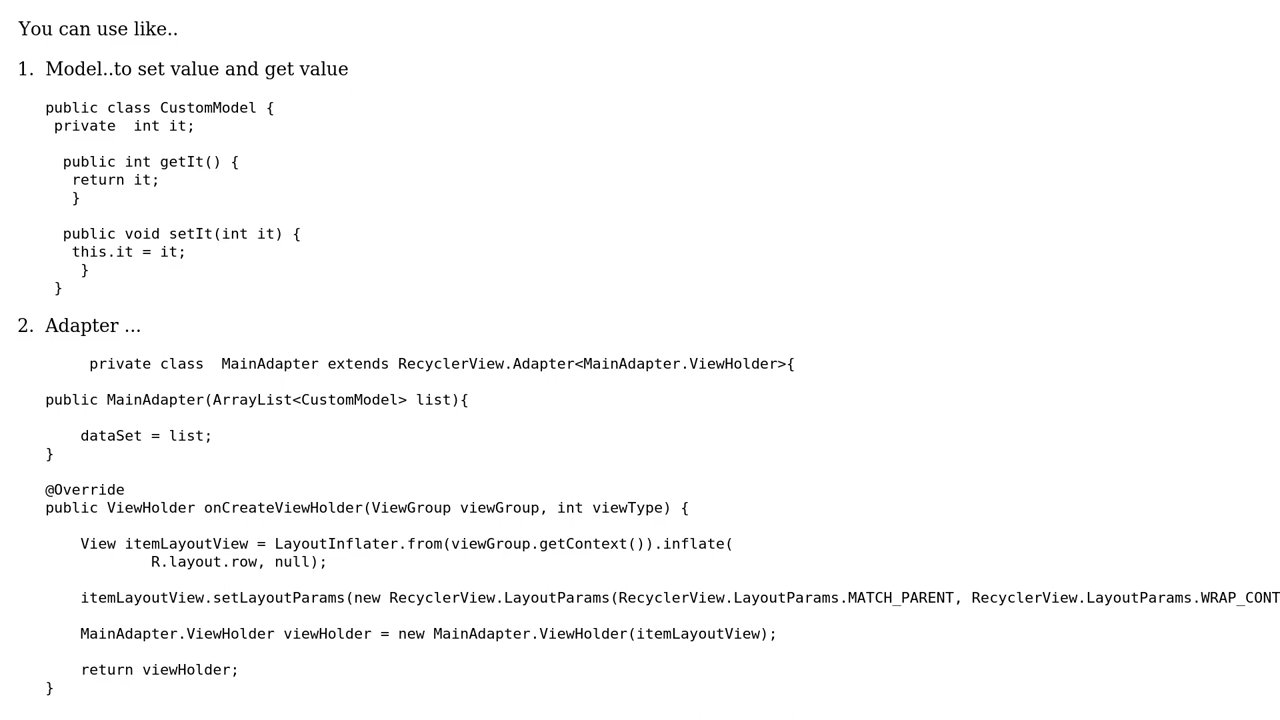 You can use like..
1. Model..to set value and get value
public class CustomModel {
private  int it;
public int getIt() {
return it;
}
public void setIt(int it) {
this.it = it;
}
}
2. Adapter ...
private class  MainAdapter extends RecyclerView.Adapter<MainAdapter.ViewHolder>{
public MainAdapter(ArrayList<CustomModel> list){
dataSet = list;
}
@Override
public ViewHolder onCreateViewHolder(ViewGroup viewGroup, int viewType) {
View itemLayoutView = LayoutInflater.from(viewGroup.getContext()).inflate(
R.layout.row, null);
itemLayoutView.setLayoutParams(new RecyclerView.LayoutParams(RecyclerView.LayoutParams.MATCH_PARENT, RecyclerView.LayoutParams.WRAP_CONT
MainAdapter.ViewHolder viewHolder = new MainAdapter.ViewHolder(itemLayoutView);
return viewHolder;
}